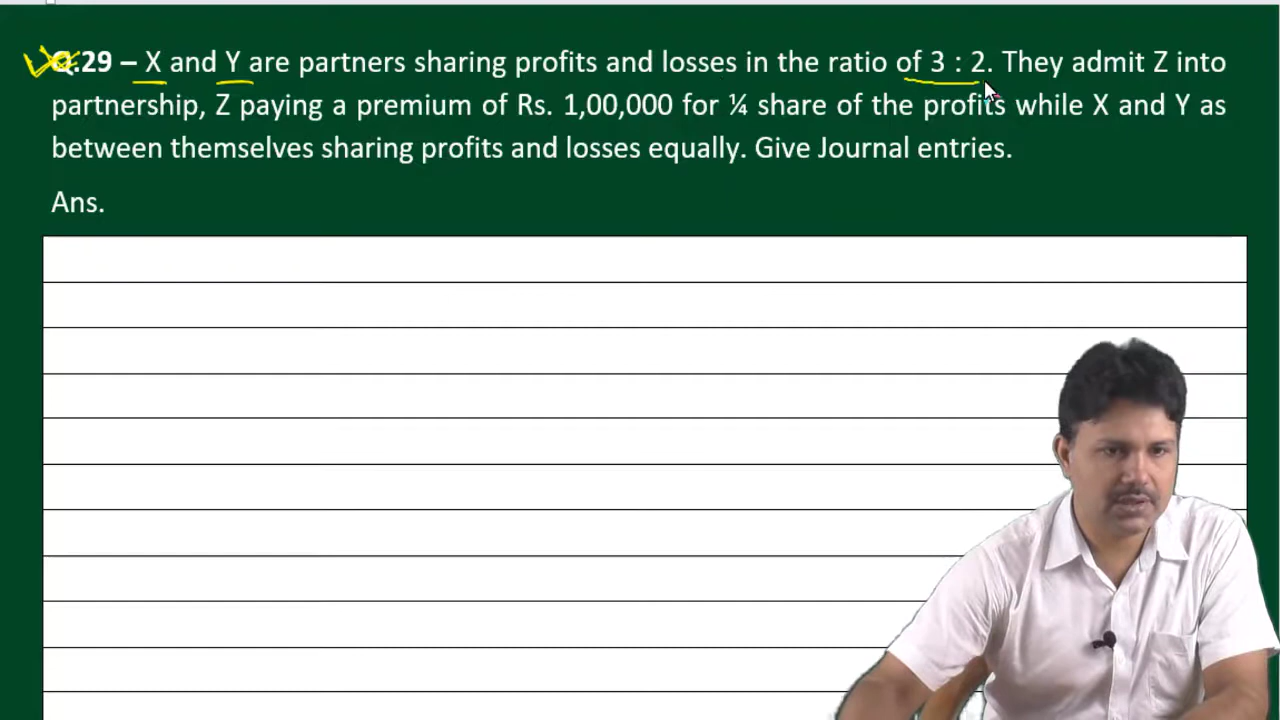 Q.29 – X and Y are partners sharing profits and losses in the ratio of 3 : 2. They admit Z into
partnership, Z paying a premium of Rs. 1,00,000 for ¼ share of the profits while X and Y as
between themselves sharing profits and losses equally. Give Journal entries.
Ans.